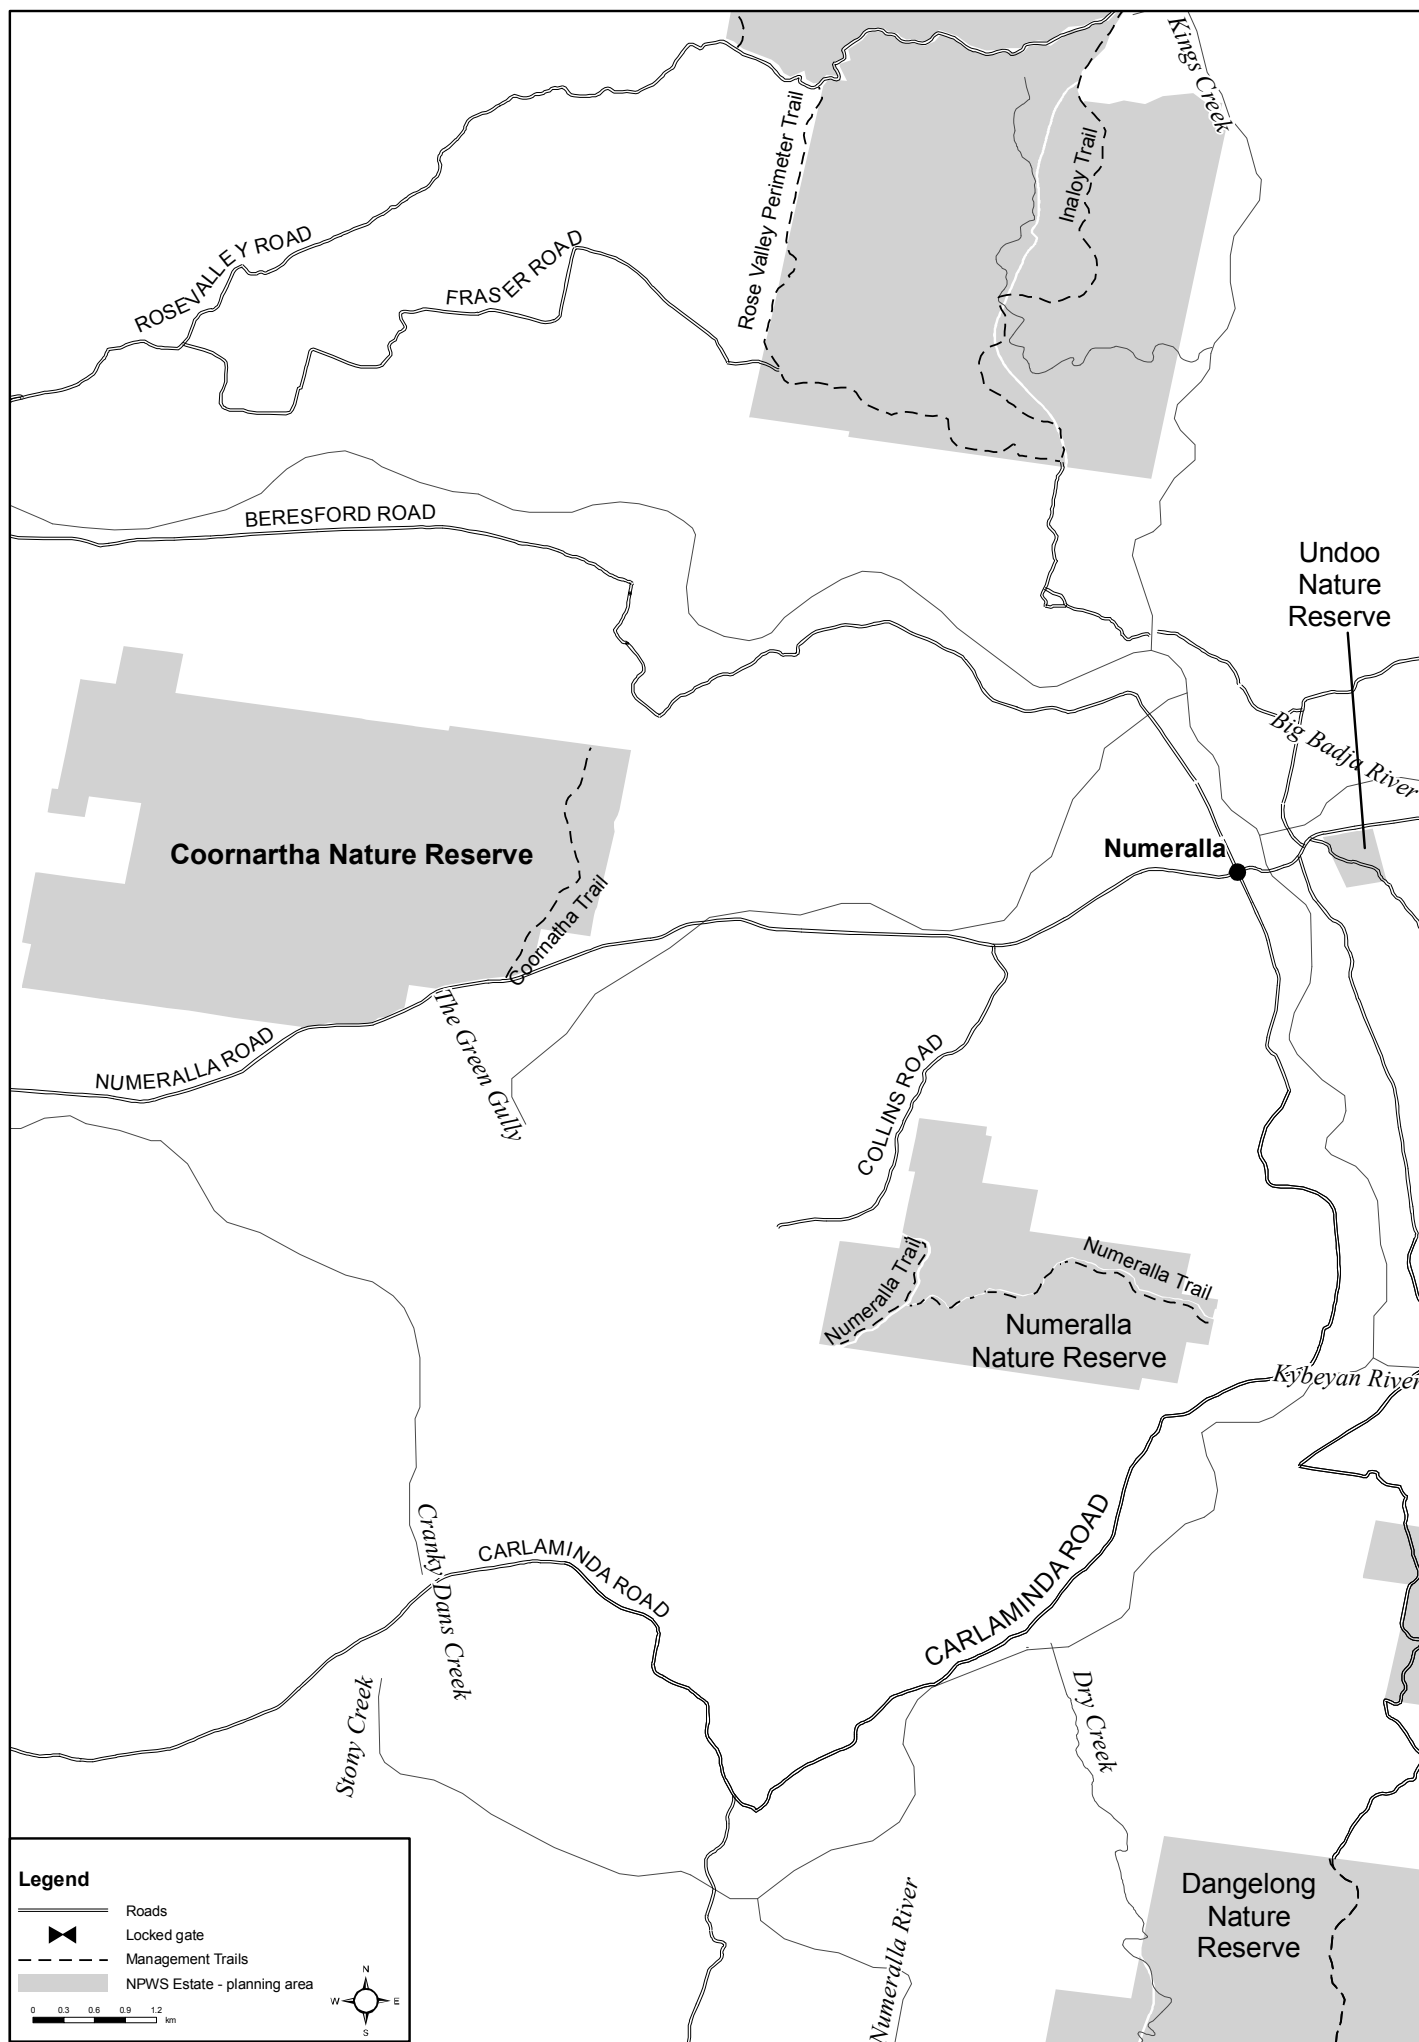 Kings Creek
Rose Valley Perimeter Trail
Inaloy Trail
ROSEVALLEY ROAD
FRASER ROAD
BERESFORD ROAD
Undoo
Nature
Reserve
Big Badja River
Coornartha Nature Reserve
Numeralla
Coornatha Trail
The Green Gully
NUMERALLA ROAD
COLLINS ROAD
Numeralla Trail
Numeralla Trail
Numeralla
Nature Reserve
Kybeyan River
Cranky Dans Creek
CARLAMINDA ROAD
CARLAMINDA ROAD
Stony Creek
Dry Creek
Numeralla River
Dangelong
Nature
Reserve
Legend
Roads
Locked gate
Management Trails
NPWS Estate - planning area
0 0.3 0.6 0.9 1.2
km
N
W E
S